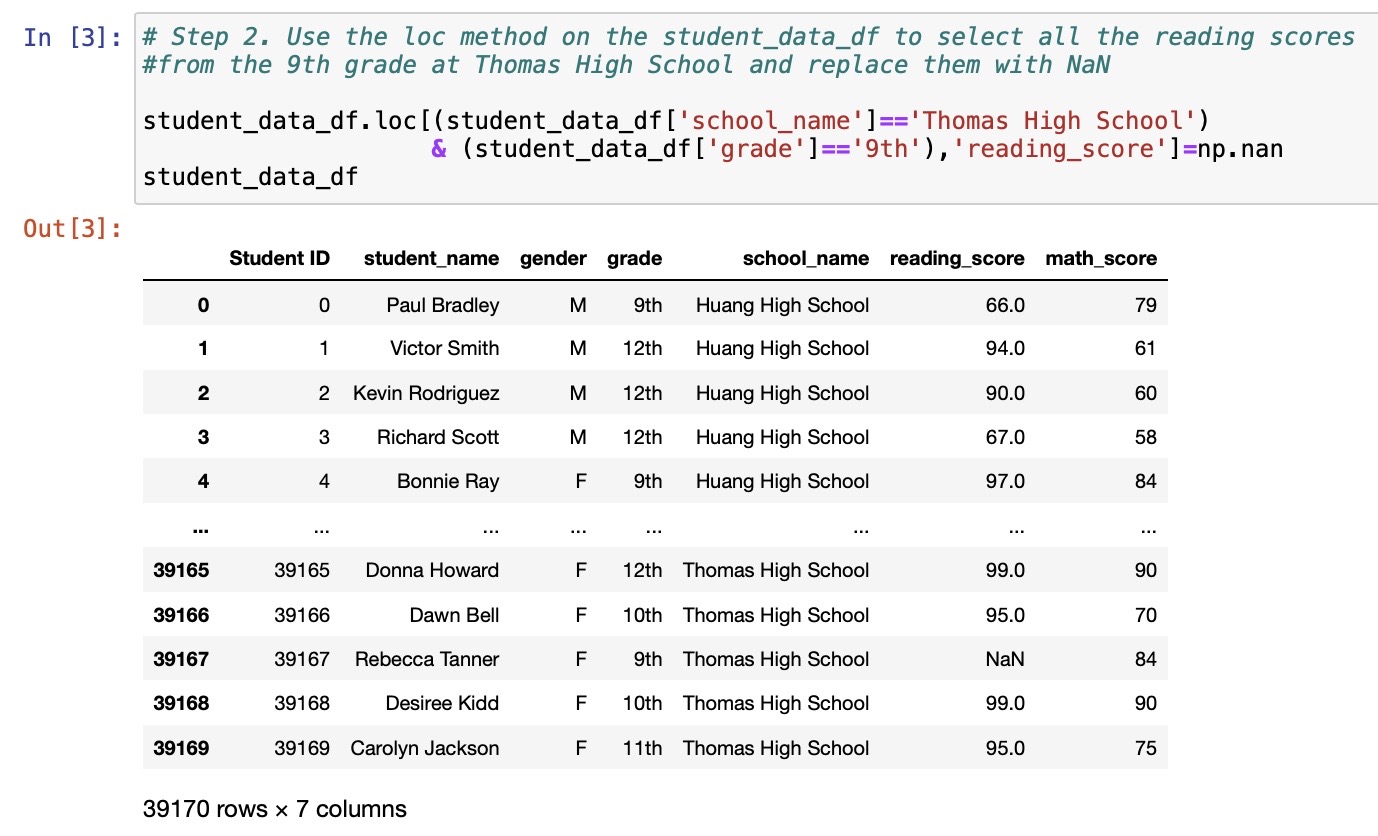 In [3]: # Step 2. Use the loc method on the student_data_df to select all the reading scores
#from the 9th grade at Thomas High School and replace them with NaN
student_data_df.loc[(student_data_df['school_name']=='Thomas High School')
& (student_data_df['grade']=='9th'),'reading_score']=np.nan
student_data_df
Out[3]:
Student ID student_name gender grade school_name reading_score math_score
0 0 Paul Bradley M 9th Huang High School 66.0 79
1 1 Victor Smith M 12th Huang High School 94.0 61
2 2 Kevin Rodriguez M 12th Huang High School 90.0 60
3 3 Richard Scott M 12th Huang High School 67.0 58
4 4 Bonnie Ray F 9th Huang High School 97.0 84
... ... ... ... ... ... ... ...
39165 39165 Donna Howard F 12th Thomas High School 99.0 90
39166 39166 Dawn Bell F 10th Thomas High School 95.0 70
39167 39167 Rebecca Tanner F 9th Thomas High School NaN 84
39168 39168 Desiree Kidd F 10th Thomas High School 99.0 90
39169 39169 Carolyn Jackson F 11th Thomas High School 95.0 75
39170 rows × 7 columns